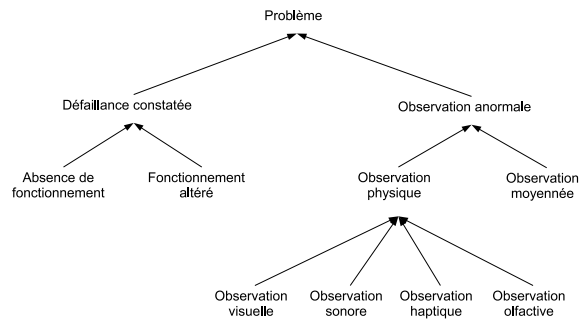 Problème
Défaillance constatée
Observation anormale
Absence de
fonctionnement
Fonctionnement
altéré
Observation
physique
Observation
moyennée
Observation
visuelle
Observation
sonore
Observation
haptique
Observation
olfactive